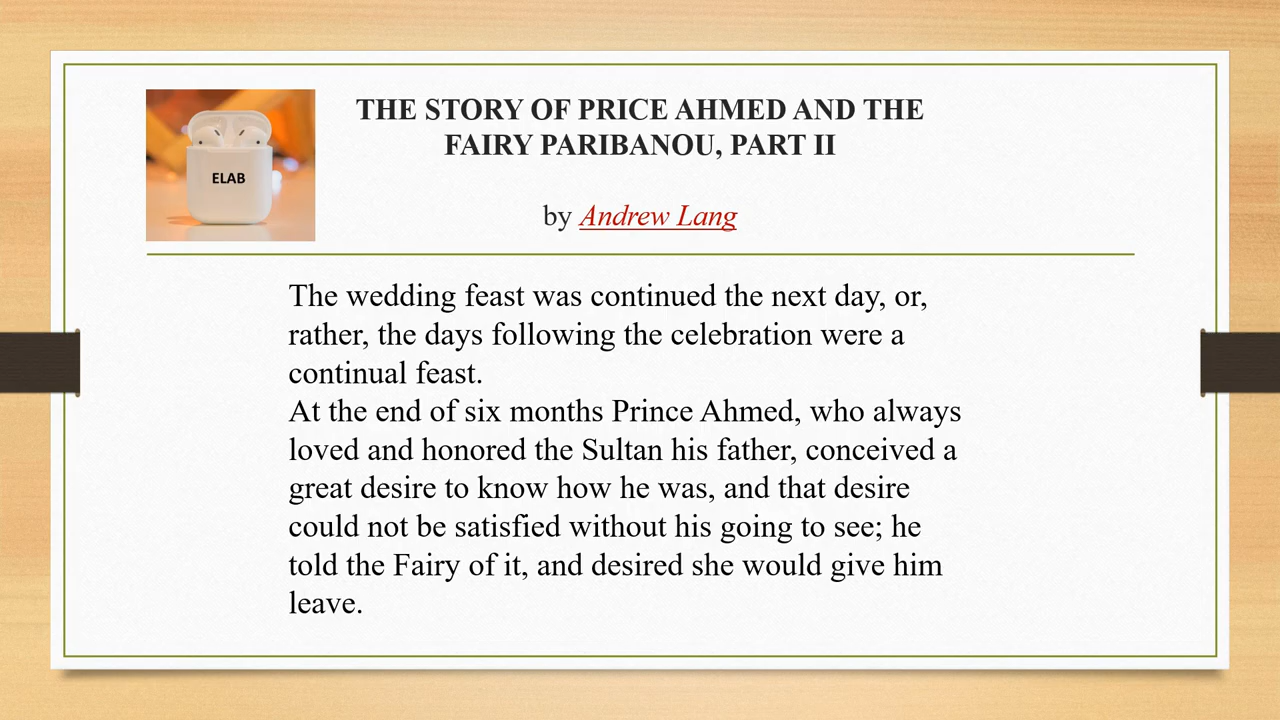 ELAB
THE STORY OF PRICE AHMED AND THE
FAIRY PARIBANOU, PART II
by Andrew Lang
The wedding feast was continued the next day, or,
rather, the days following the celebration were a
continual feast.
At the end of six months Prince Ahmed, who always
loved and honored the Sultan his father, conceived a
great desire to know how he was, and that desire
could not be satisfied without his going to see; he
told the Fairy of it, and desired she would give him
leave.